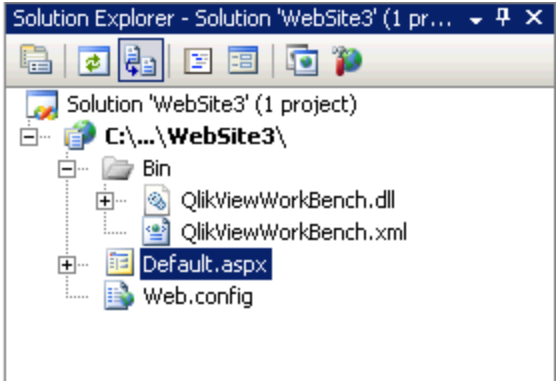 Solution Explorer - Solution 'WebSite3' (1 pr...
Solution 'WebSite3' (1 project)
C:\...\WebSite3\
Bin
QlikViewWorkBench.dll
QlikViewWorkBench.xml
Default.aspx
Web.config